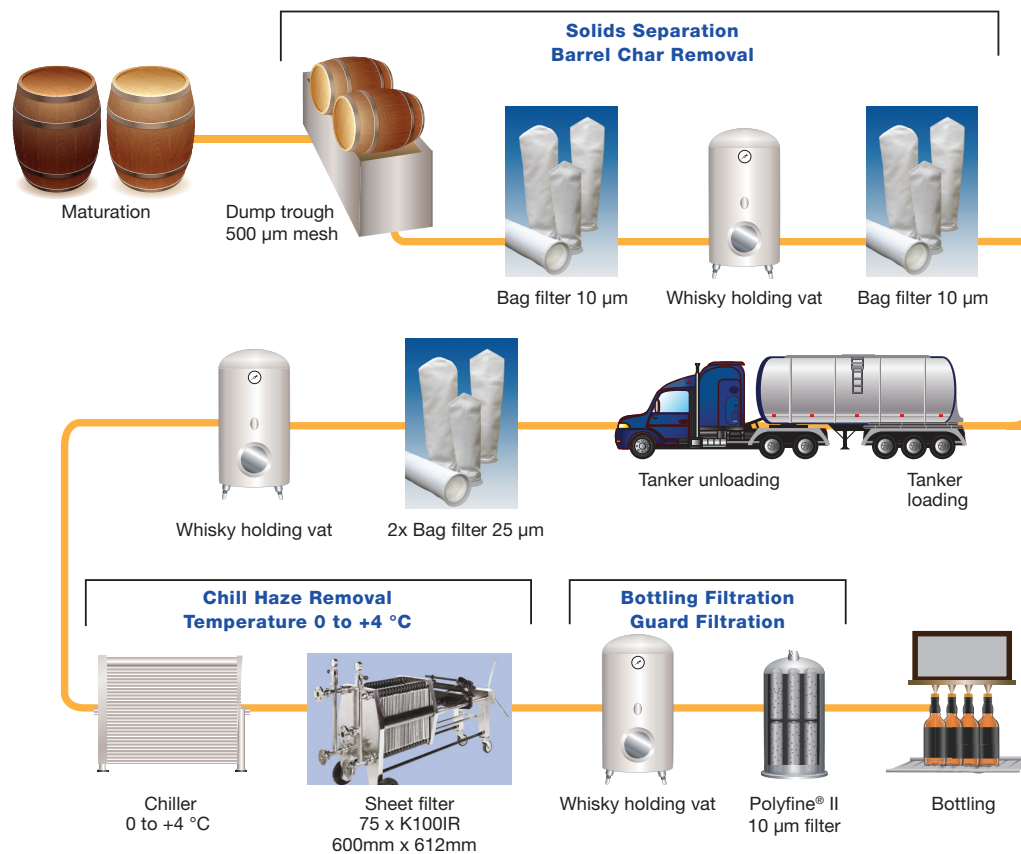 Solids Separation
Barrel Char Removal
Maturation
Dump trough
500 µm mesh
Bag filter 10 µm
Whisky holding vat
Bag filter 10 µm
Whisky holding vat
2x Bag filter 25 µm
Tanker unloading
Tanker
loading
Chill Haze Removal
Temperature 0 to +4 °C
Bottling Filtration
Guard Filtration
Chiller
0 to +4 °C
Sheet filter
75 x K100IR
600mm x 612mm
Whisky holding vat
Polyfine® II
10 µm filter
Bottling